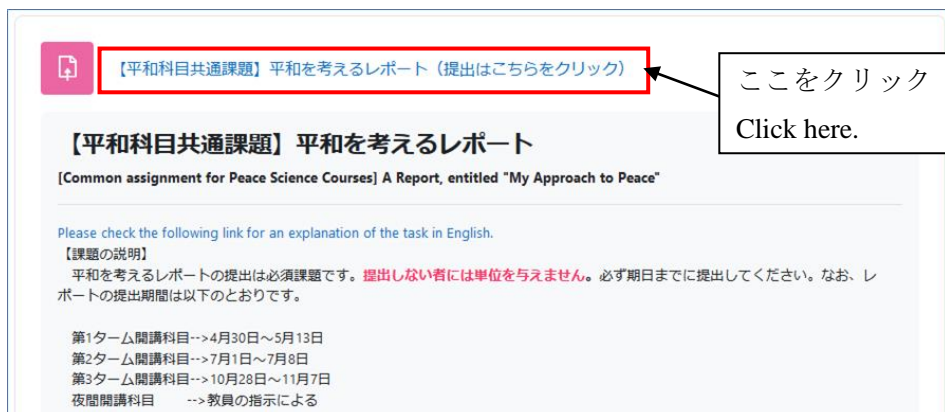 【平和科目共通課題】平和を考えるレポート（提出はこちらをクリック）
ここをクリック
Click here.
【平和科目共通課題】平和を考えるレポート
[Common assignment for Peace Science Courses] A Report, entitled "My Approach to Peace"
Please check the following link for an explanation of the task in English.
【課題の説明】
平和を考えるレポートの提出は必須課題です。提出しない者には単位を与えません。必ず期日までに提出してください。なお、レ
ポートの提出期間は以下のとおりです。
第1ターム開講科目-->4月30日～5月13日
第2ターム開講科目-->7月1日～7月8日
第3ターム開講科目-->10月28日～11月7日
夜間開講科目 -->教員の指示による